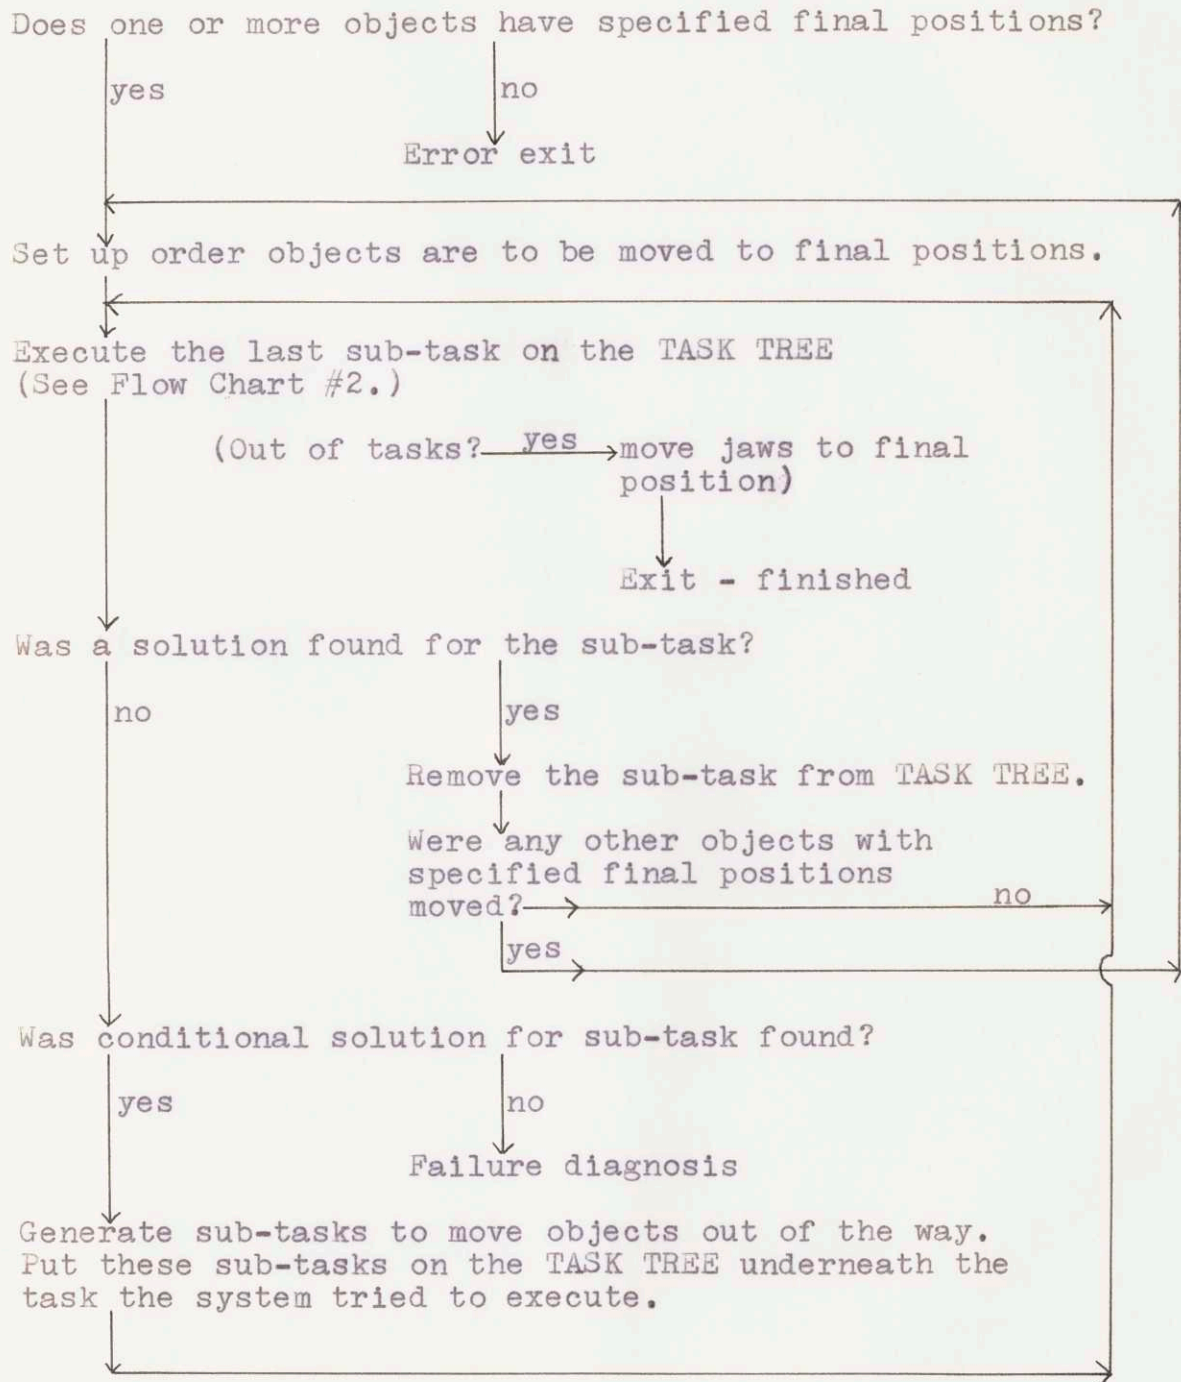 Does one or more objects have specified final positions?
yes
no
Error exit
Set up order objects are to be moved to final positions.
Execute the last sub-task on the TASK TREE
(See Flow Chart #2.)
(Out of tasks? yes move jaws to final
position)
Exit - finished
Was a solution found for the sub-task?
no
yes
Remove the sub-task from TASK TREE.
Were any other objects with
specified final positions
moved? no
yes
Was conditional solution for sub-task found?
yes
no
Failure diagnosis
Generate sub-tasks to move objects out of the way.
Put these sub-tasks on the TASK TREE underneath the
task the system tried to execute.